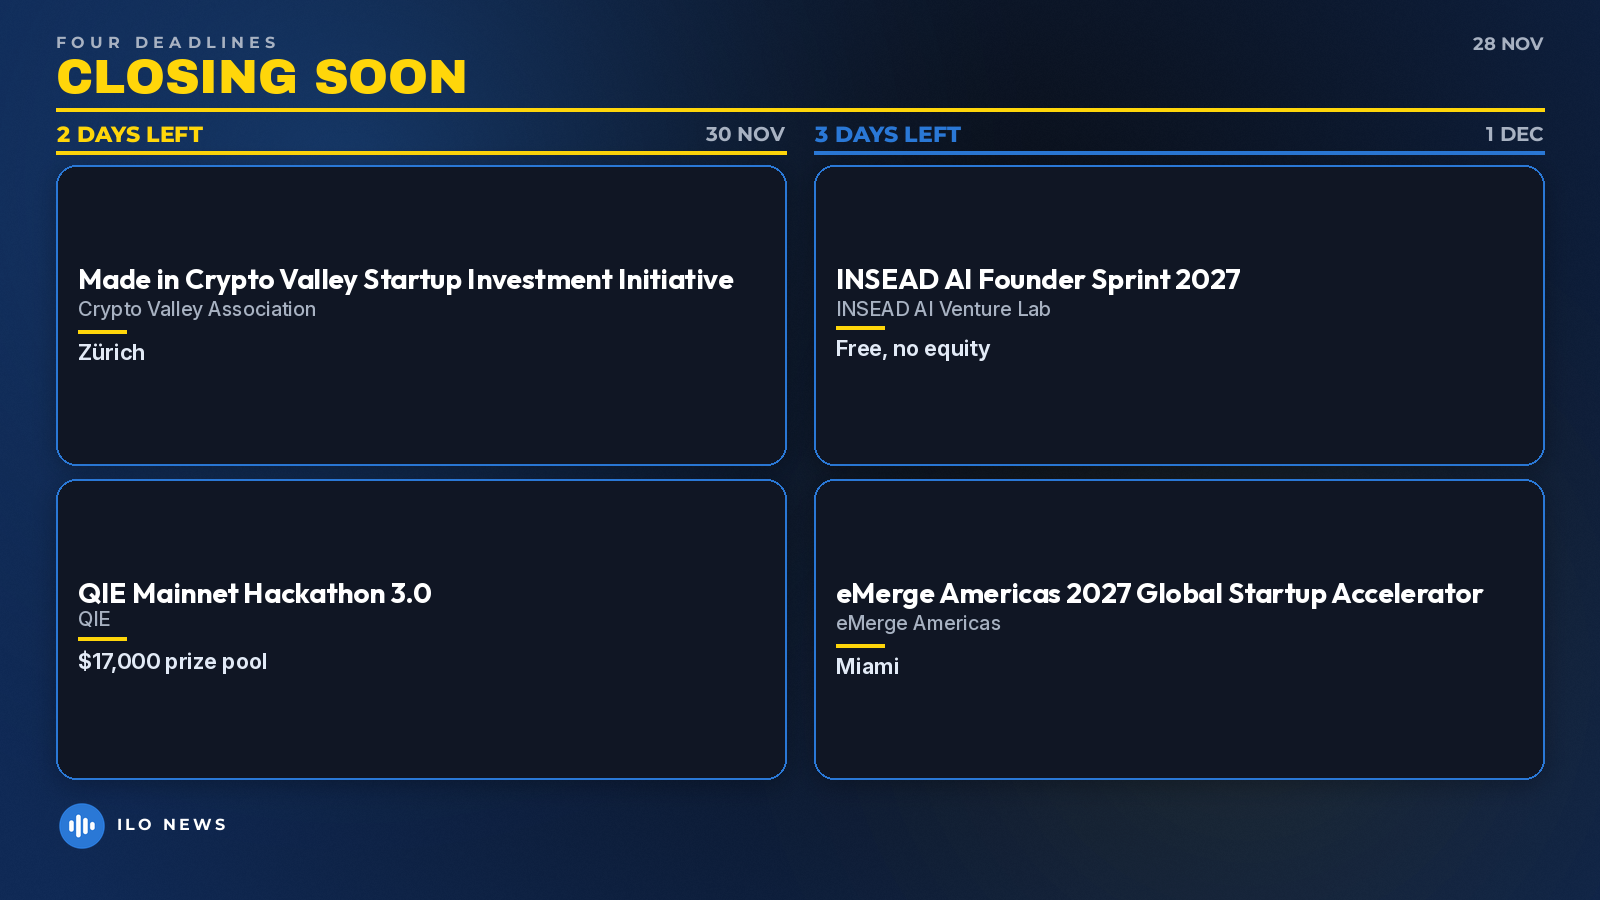 FOUR DEADLINES
28 NOV
CLOSING SOON
2 DAYS LEFT
30 NOV
3 DAYS LEFT
1 DEC
Made in Crypto Valley Startup Investment Initiative
Crypto Valley Association
Zürich
INSEAD AI Founder Sprint 2027
INSEAD AI Venture Lab
Free, no equity
QIE Mainnet Hackathon 3.0
QIE
$17,000 prize pool
eMerge Americas 2027 Global Startup Accelerator
eMerge Americas
Miami
ILO NEWS